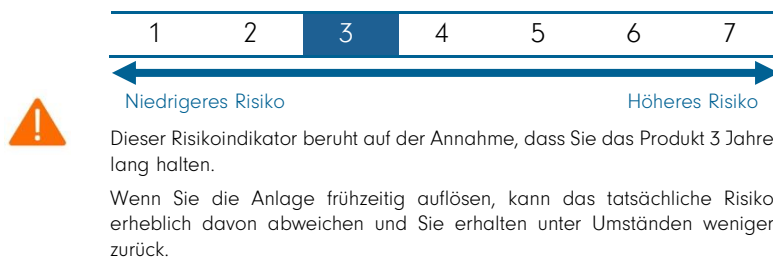 1 2 3 4 5 6 7
Niedrigeres Risiko Höheres Risiko
Dieser Risikoindikator beruht auf der Annahme, dass Sie das Produkt 3 Jahre
lang halten.
Wenn Sie die Anlage frühzeitig auflösen, kann das tatsächliche Risiko
erheblich davon abweichen und Sie erhalten unter Umständen weniger
zurück.